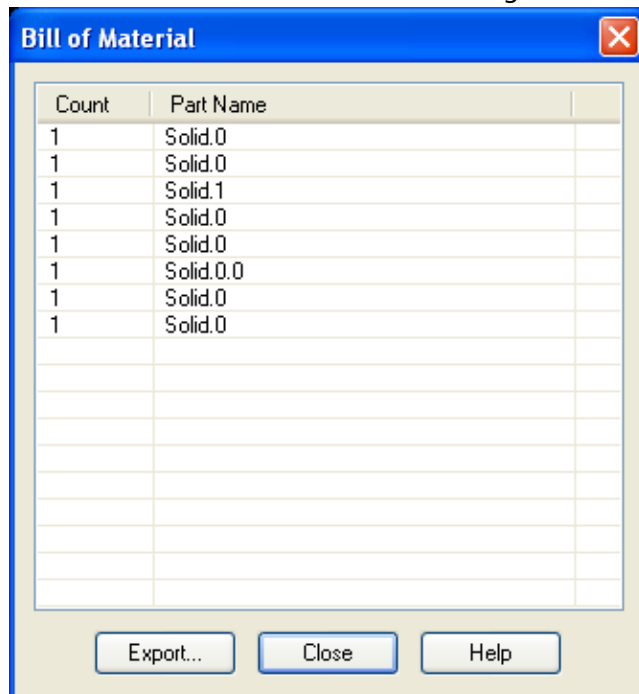 Bill of Material
Count Part Name
1 Solid.0
1 Solid.0
1 Solid.1
1 Solid.0
1 Solid.0
1 Solid.0.0
1 Solid.0
1 Solid.0
Export... Close Help